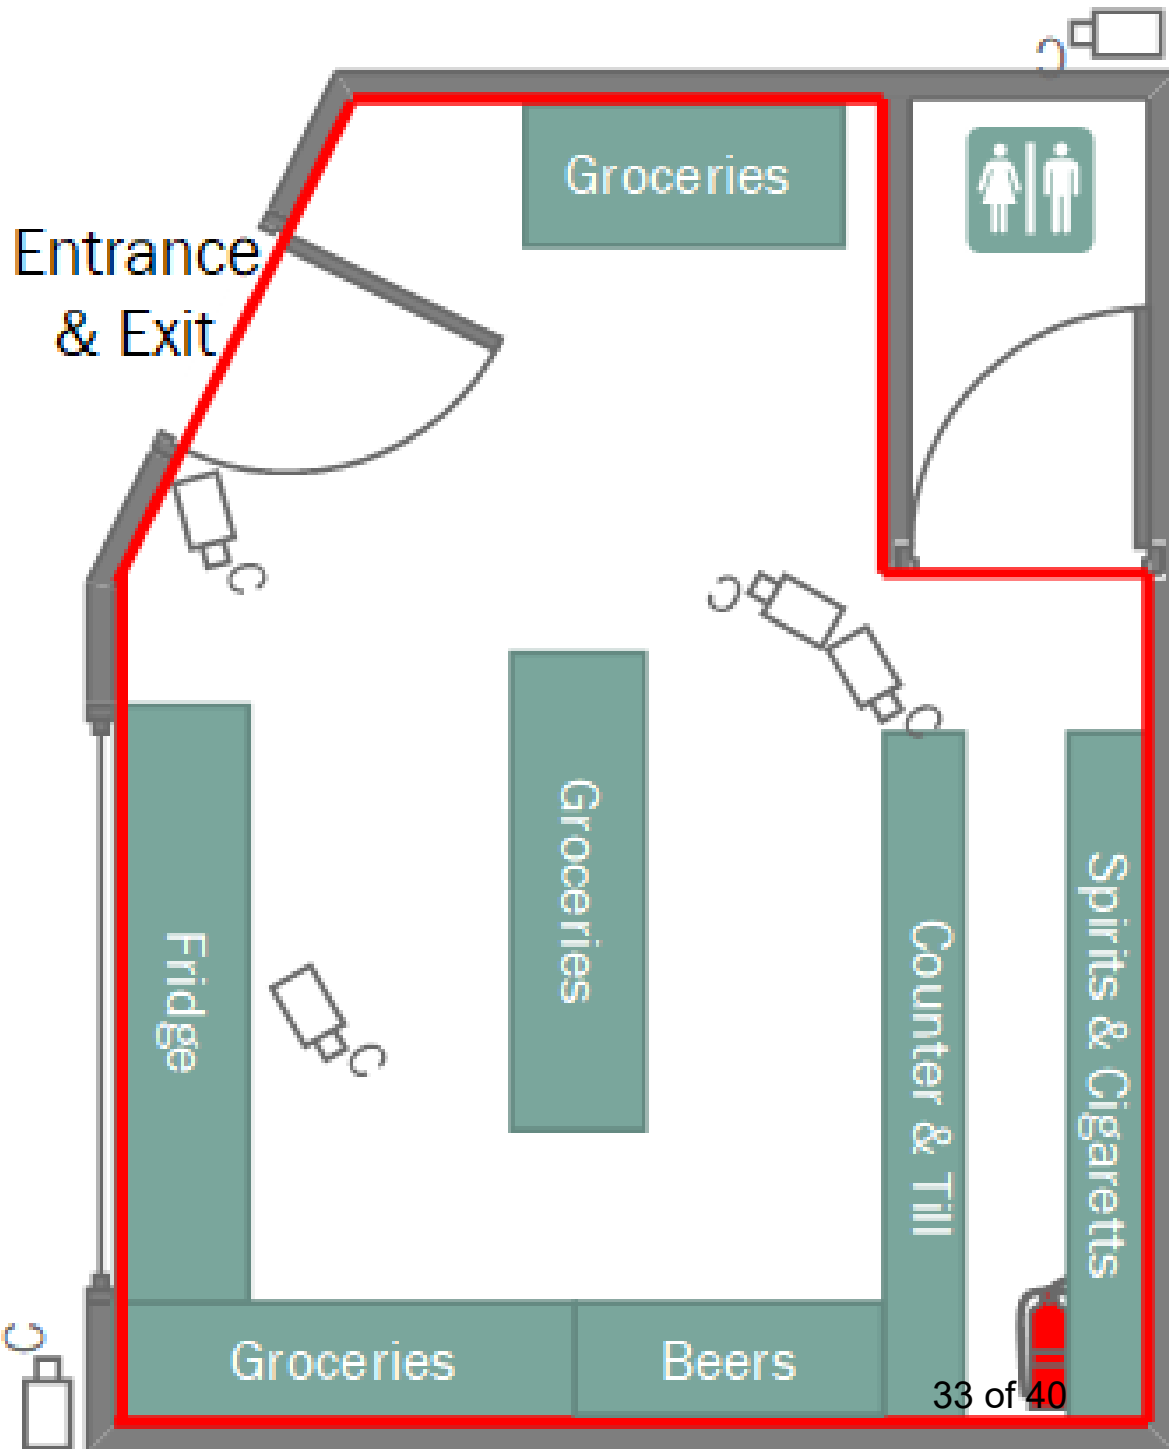 Groceries
Entrance
& Exit
Groceries
Fridge
Counter & Till
Spirits & Cigaretts
Groceries
Beers
33 of 40